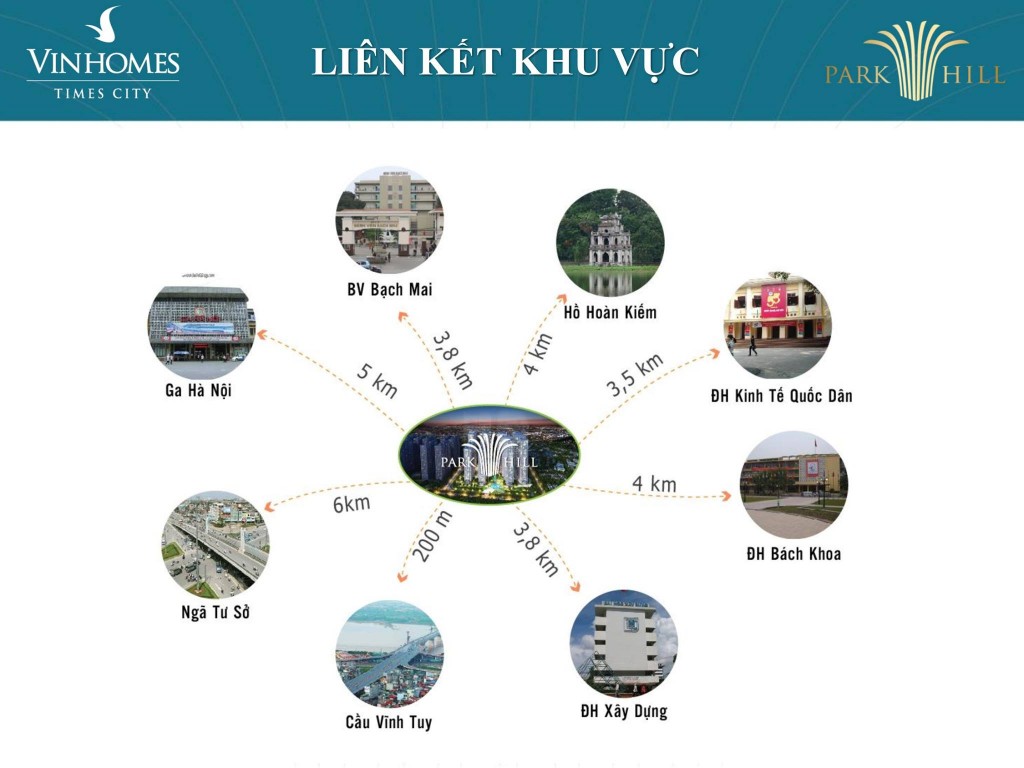 VINHOMES
TIMES CITY
LIÊN KẾT KHU VỰC
PARK HILL
BV Bạch Mai
Hồ Hoàn Kiếm
Ga Hà Nội
ĐH Kinh Tế Quốc Dân
5 km
3,8 km
4 km
3,5 km
PARK HILL
6km
200 m
3,8 km
4 km
ĐH Bách Khoa
Ngã Tư Sở
Cầu Vĩnh Tuy
ĐH Xây Dựng